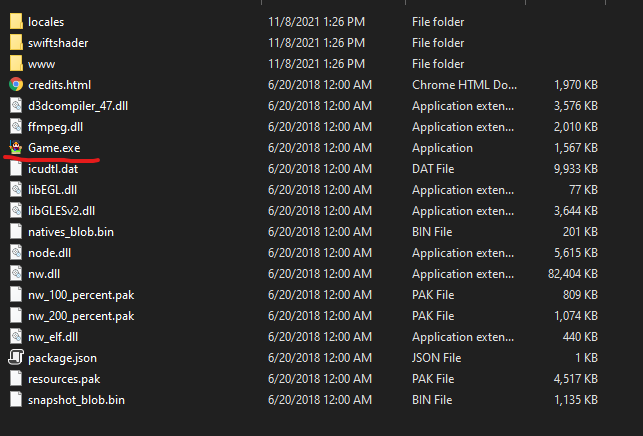 locales 11/8/2021 1:26 PM File folder
swiftshader 11/8/2021 1:26 PM File folder
www 11/8/2021 1:26 PM File folder
credits.html 6/20/2018 12:00 AM Chrome HTML Do... 1,970 KB
d3dcompiler_47.dll 6/20/2018 12:00 AM Application exten... 3,576 KB
ffmpeg.dll 6/20/2018 12:00 AM Application exten... 2,010 KB
Game.exe 6/20/2018 12:00 AM Application 1,567 KB
icudtl.dat 6/20/2018 12:00 AM DAT File 9,933 KB
libEGL.dll 6/20/2018 12:00 AM Application exten... 77 KB
libGLESv2.dll 6/20/2018 12:00 AM Application exten... 3,644 KB
natives_blob.bin 6/20/2018 12:00 AM BIN File 201 KB
node.dll 6/20/2018 12:00 AM Application exten... 5,615 KB
nw.dll 6/20/2018 12:00 AM Application exten... 82,404 KB
nw_100_percent.pak 6/20/2018 12:00 AM PAK File 809 KB
nw_200_percent.pak 6/20/2018 12:00 AM PAK File 1,074 KB
nw_elf.dll 6/20/2018 12:00 AM Application exten... 440 KB
package.json 6/20/2018 12:00 AM JSON File 1 KB
resources.pak 6/20/2018 12:00 AM PAK File 4,517 KB
snapshot_blob.bin 6/20/2018 12:00 AM BIN File 1,135 KB